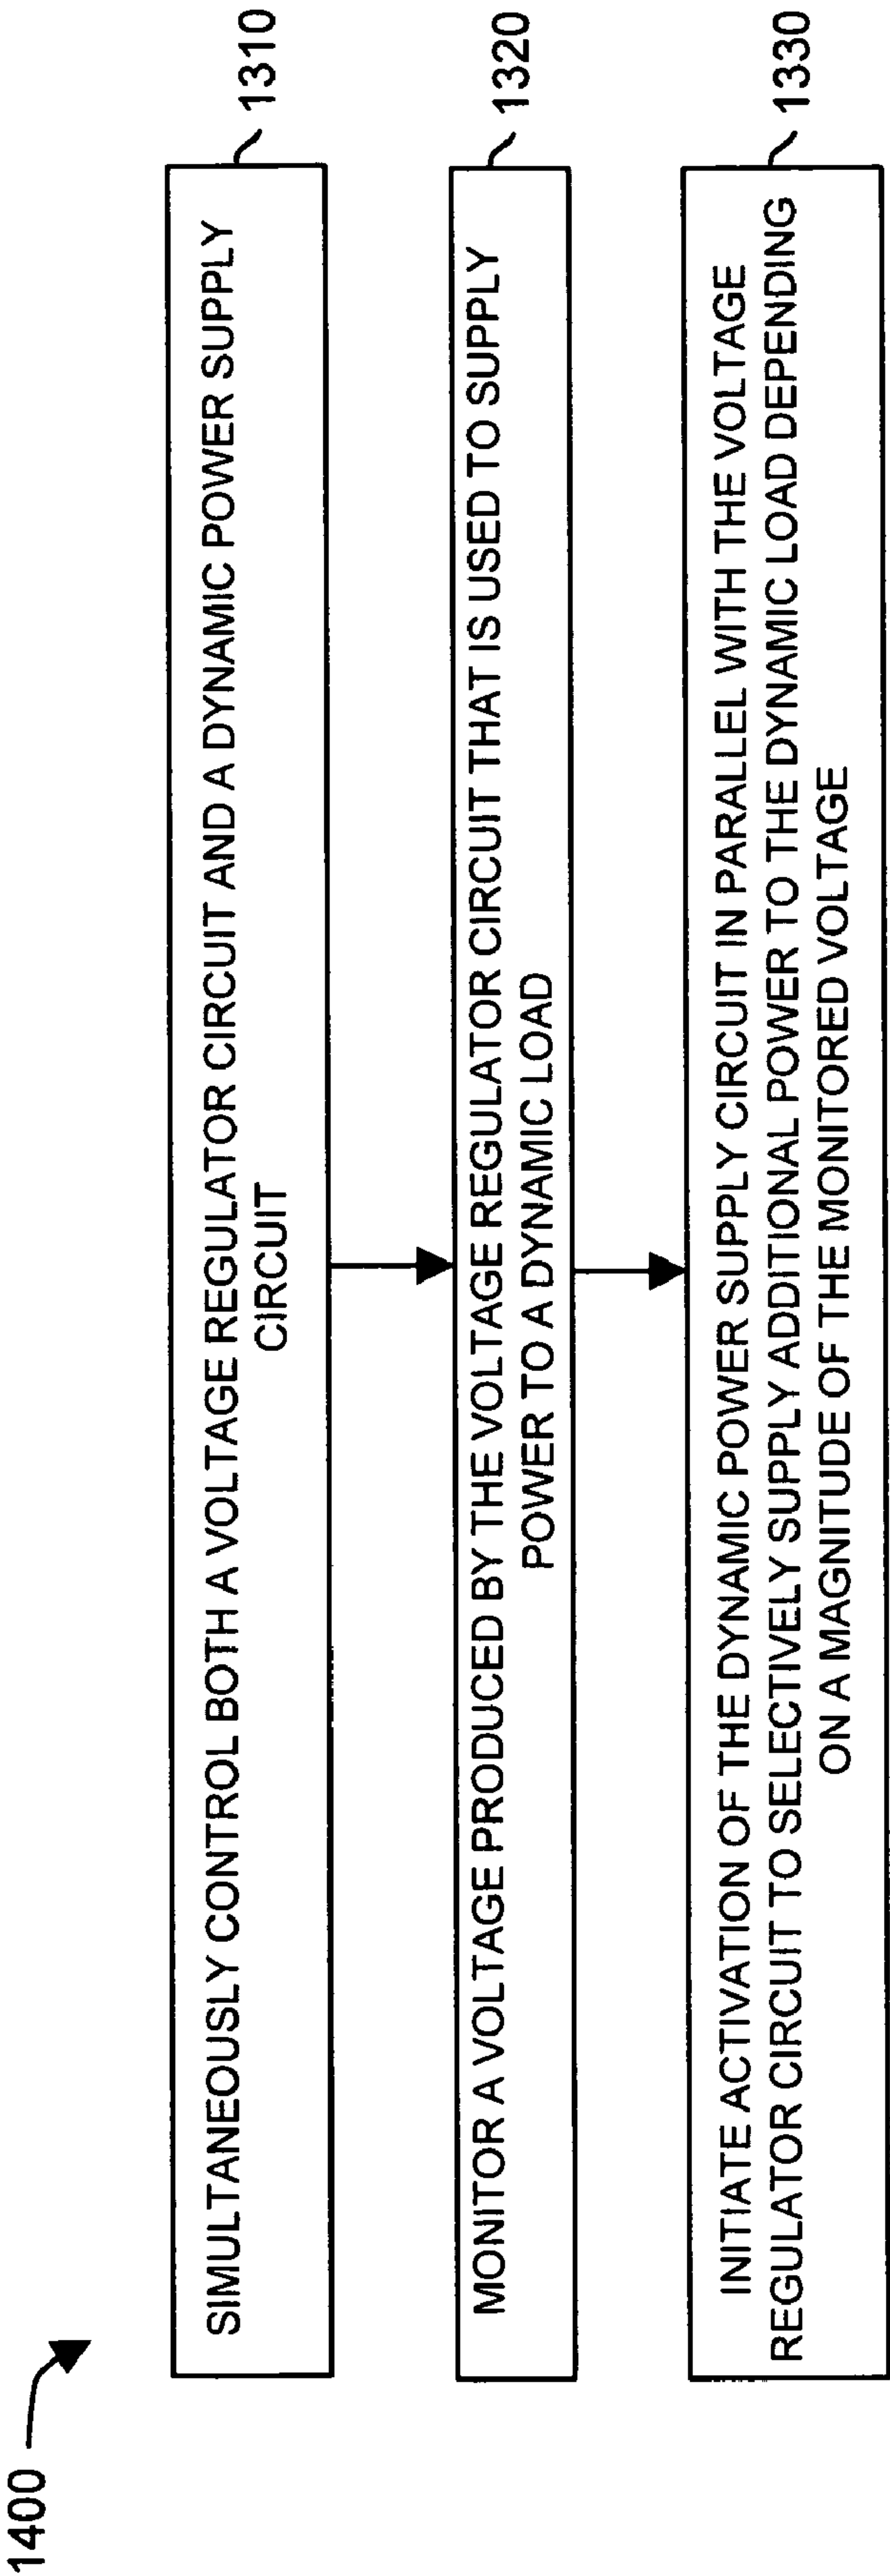 1400
SIMULTANEOUSLY CONTROL BOTH A VOLTAGE REGULATOR CIRCUIT AND A DYNAMIC POWER SUPPLY
CIRCUIT
1310
MONITOR A VOLTAGE PRODUCED BY THE VOLTAGE REGULATOR CIRCUIT THAT IS USED TO SUPPLY
POWER TO A DYNAMIC LOAD
1320
INITIATE ACTIVATION OF THE DYNAMIC POWER SUPPLY CIRCUIT IN PARALLEL WITH THE VOLTAGE
REGULATOR CIRCUIT TO SELECTIVELY SUPPLY ADDITIONAL POWER TO THE DYNAMIC LOAD DEPENDING
ON A MAGNITUDE OF THE MONITORED VOLTAGE
1330